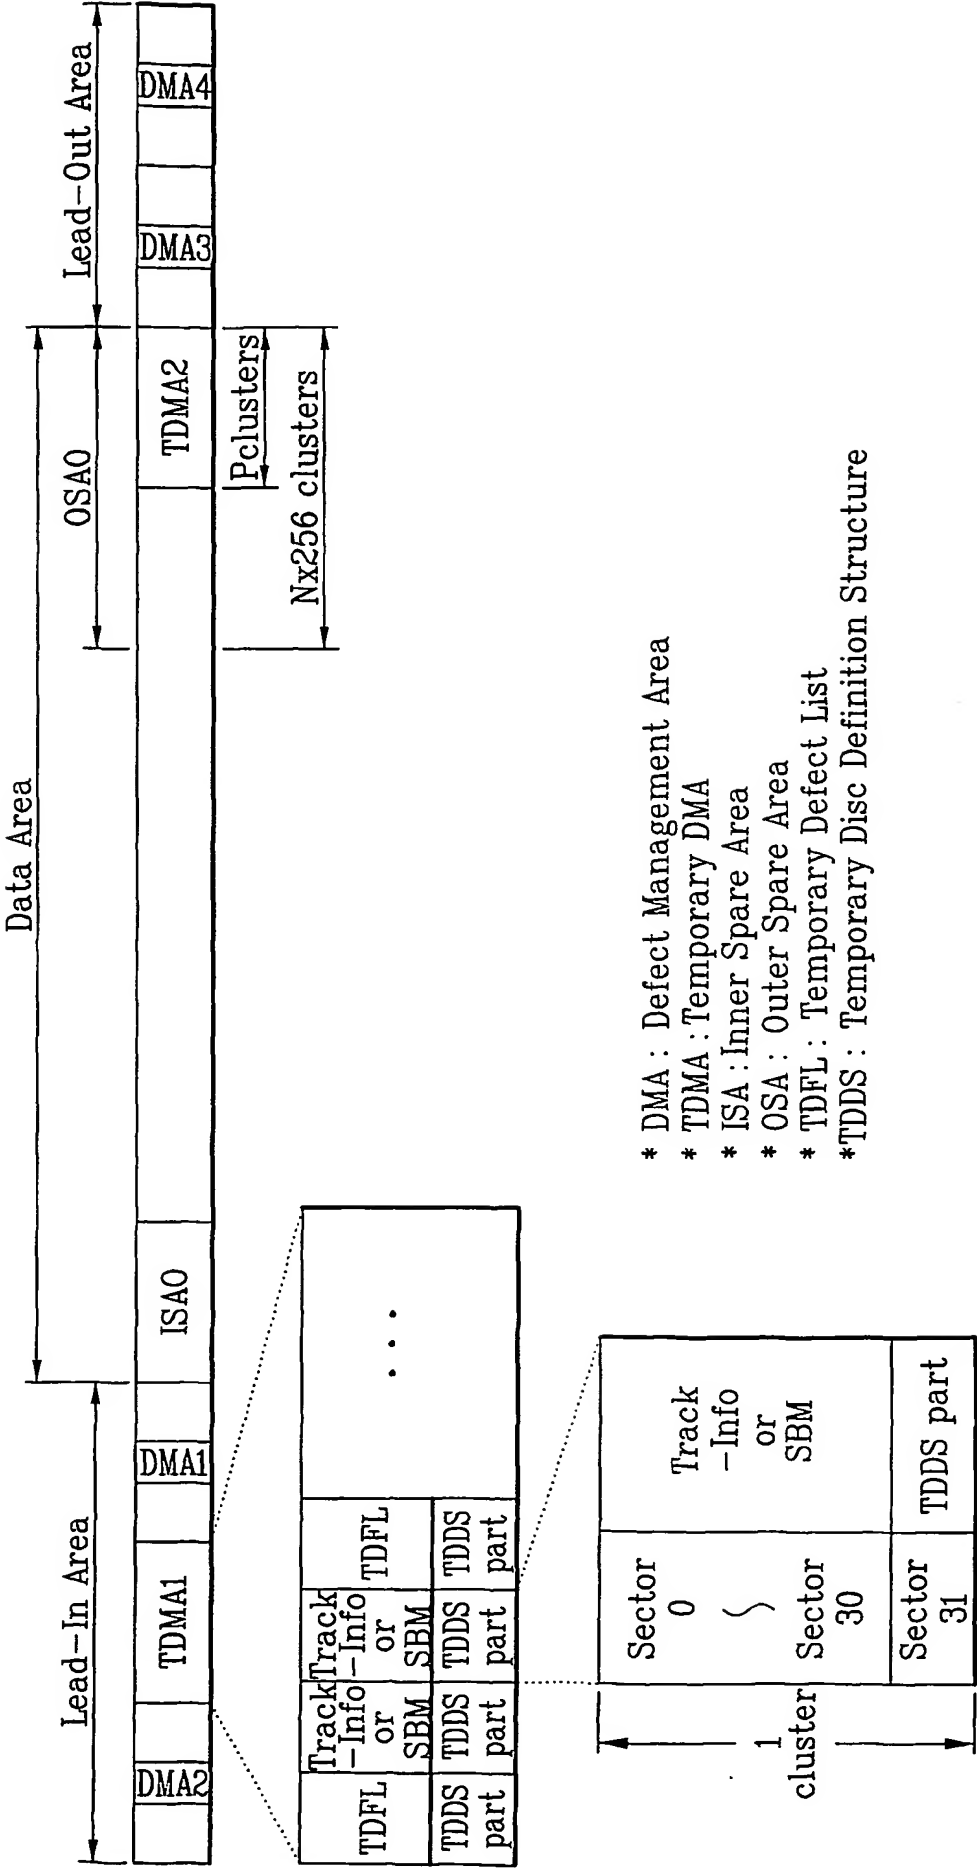 Data Area
Lead-In Area
OSA0
Lead-Out Area
DMA2
TDMA1
DMA1
ISA0
TDMA2
DMA3
DMA4
Pclusters
Nx256 clusters
TDFL
Track
-Info
or
SBM
Track
-Info
or
SBM
TDFL
...
TDDS
part
TDDS
part
TDDS
part
TDDS
part
1
cluster
Sector
0
~
Sector
30
Track
-Info
or
SBM
Sector
31
TDDS part
* DMA : Defect Management Area
* TDMA : Temporary DMA
* ISA : Inner Spare Area
* OSA : Outer Spare Area
* TDFL : Temporary Defect List
*TDDS : Temporary Disc Definition Structure